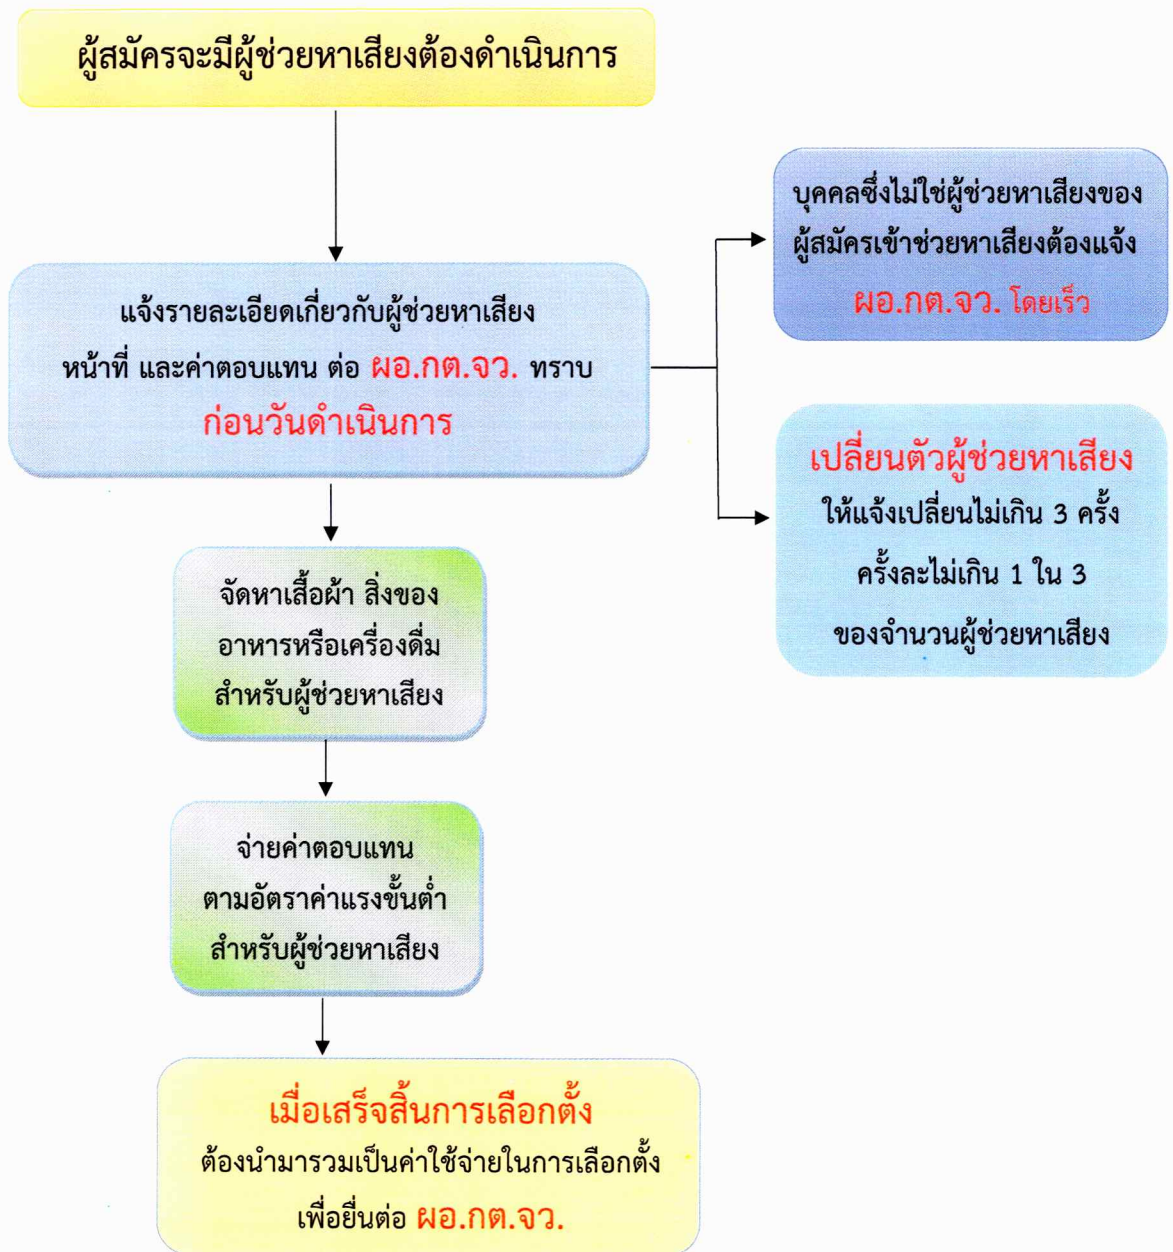 ผู้สมัครจะมีผู้ช่วยหาเสียงต้องดำเนินการ
บุคคลซึ่งไม่ใช่ผู้ช่วยหาเสียงของ
ผู้สมัครเข้าช่วยหาเสียงต้องแจ้ง
ผอ.กต.จว. โดยเร็ว
แจ้งรายละเอียดเกี่ยวกับผู้ช่วยหาเสียง
หน้าที่ และค่าตอบแทน ต่อ ผอ.กต.จว. ทราบ
ก่อนวันดำเนินการ
เปลี่ยนตัวผู้ช่วยหาเสียง
ให้แจ้งเปลี่ยนไม่เกิน 3 ครั้ง
ครั้งละไม่เกิน 1 ใน 3
ของจำนวนผู้ช่วยหาเสียง
จัดหาเสื้อผ้า สิ่งของ
อาหารหรือเครื่องดื่ม
สำหรับผู้ช่วยหาเสียง
จ่ายค่าตอบแทน
ตามอัตราค่าแรงขั้นต่ำ
สำหรับผู้ช่วยหาเสียง
เมื่อเสร็จสิ้นการเลือกตั้ง
ต้องนำมารวมเป็นค่าใช้จ่ายในการเลือกตั้ง
เพื่อยื่นต่อ ผอ.กต.จว.